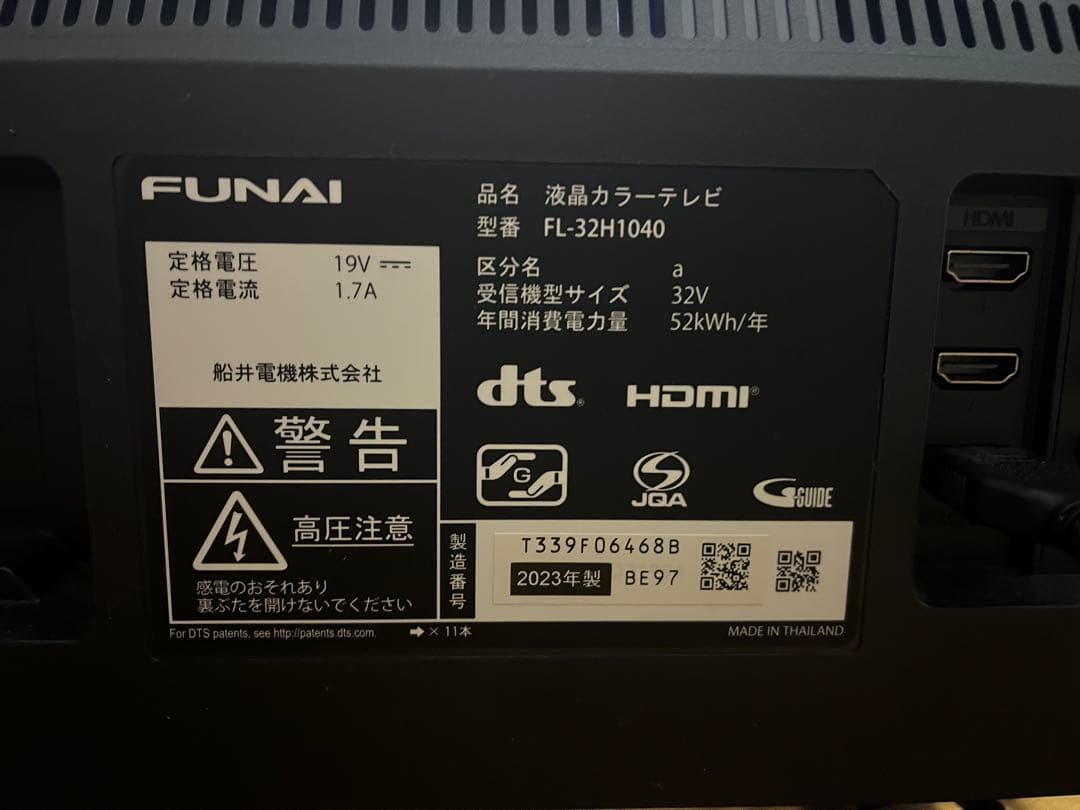 FUNAI
品名 液晶カラーテレビ
型番 FL-32H1040
定格電圧 19V
定格電流 1.7A
船井電機株式会社
区分名 a
受信機型サイズ 32V
年間消費電力量 52kWh/年
dts®
HDMI®
G
JQA
G-GUIDE
警告
高圧注意
感電のおそれあり
裏ぶたを開けないでください
製造番号
T339F06468B
2023年製 BE97
For DTS patents, see http://patents.dts.com.
➡ × 11本
MADE IN THAILAND
HDMI